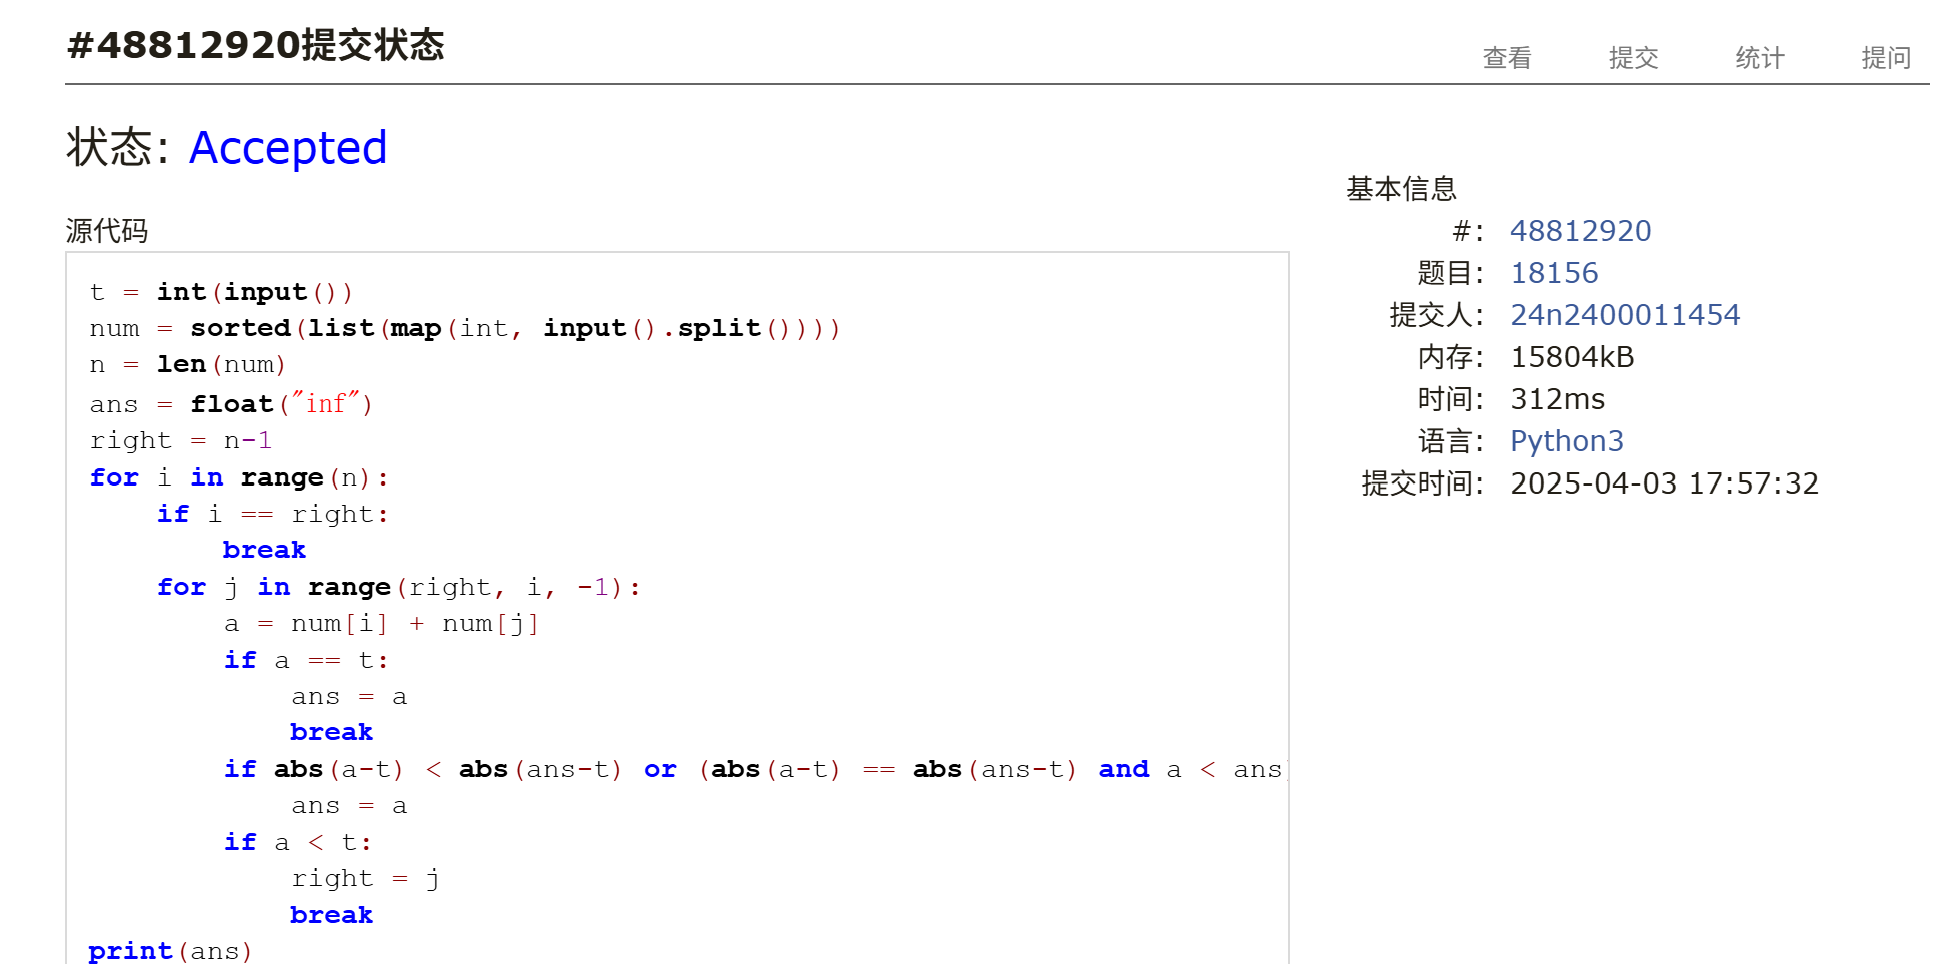 #48812920提交状态
查看 提交 统计 提问
状态: Accepted
源代码
t = int(input())
num = sorted(list(map(int, input().split())))
n = len(num)
ans = float("inf")
right = n-1
for i in range(n):
    if i == right:
        break
    for j in range(right, i, -1):
        a = num[i] + num[j]
        if a == t:
            ans = a
            break
        if abs(a-t) < abs(ans-t) or (abs(a-t) == abs(ans-t) and a < ans)
            ans = a
        if a < t:
            right = j
            break
print(ans)
基本信息
#: 48812920
题目: 18156
提交人: 24n2400011454
内存: 15804kB
时间: 312ms
语言: Python3
提交时间: 2025-04-03 17:57:32